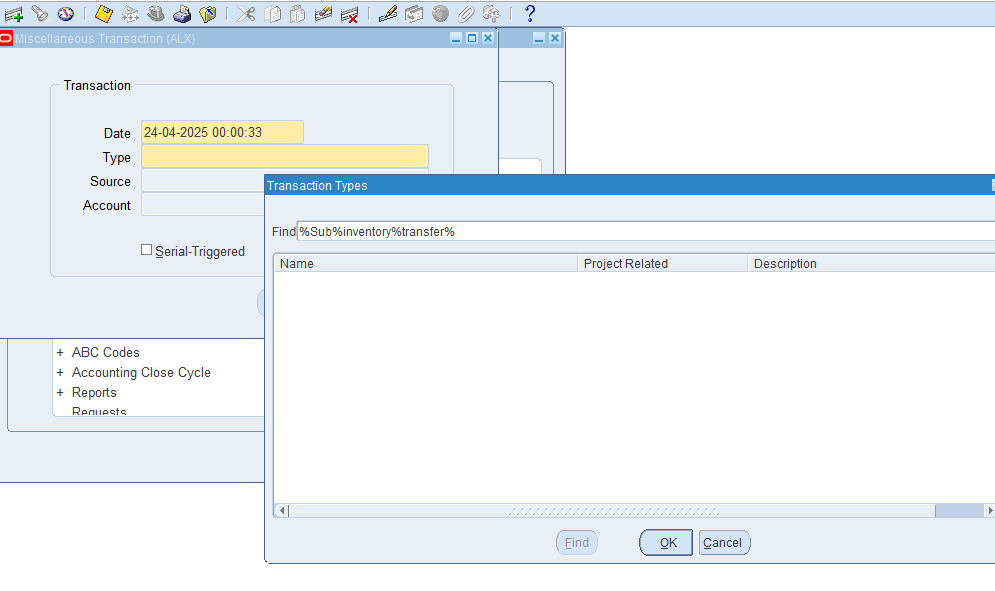 Miscellaneous Transaction (ALX)
Transaction
Date 24-04-2025 00:00:33
Type
Source
Account
Serial-Triggered
ABC Codes
Accounting Close Cycle
Reports
Requests
Transaction Types
Find %Sub%inventory%transfer%
Name Project Related Description
Find OK Cancel